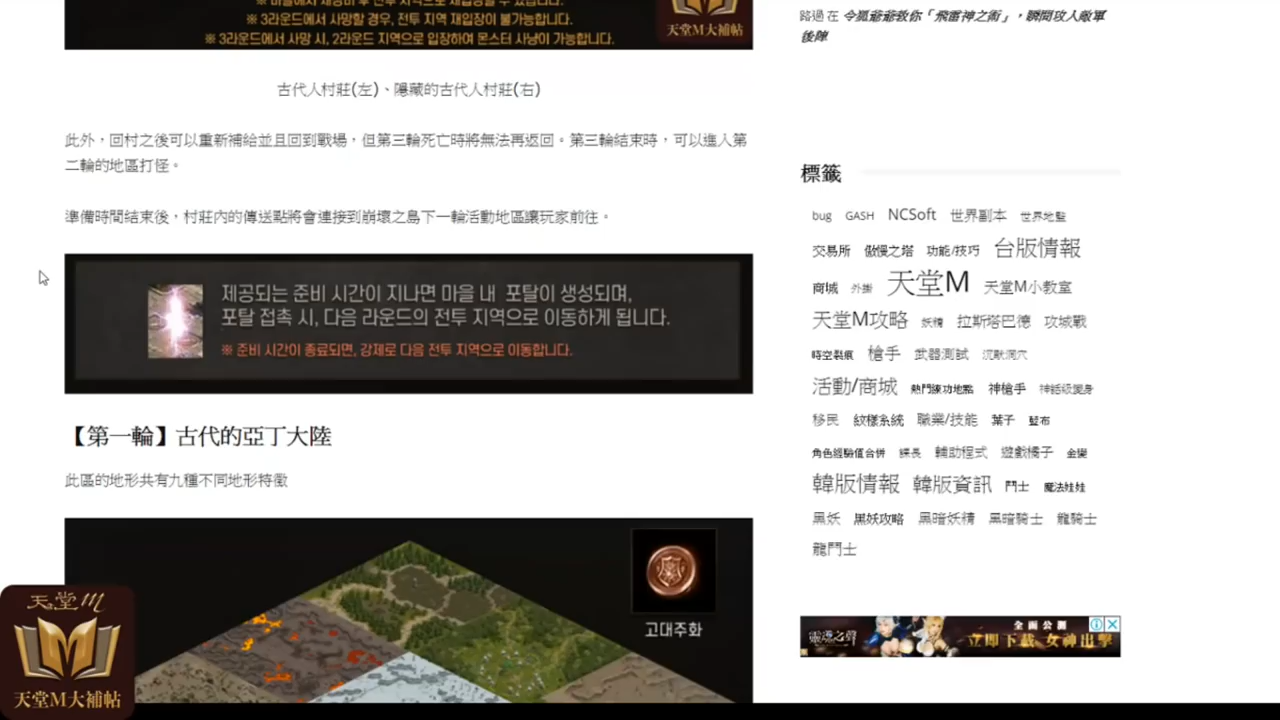 ※ 3라운드에서 사망할 경우, 전투 지역 재입장이 불가능합니다.
※ 3라운드에서 사망 시, 2라운드 지역으로 입장하여 몬스터 사냥이 가능합니다.
天堂M大補帖
古代人村莊(左)、隱藏的古代人村莊(右)
此外，回村之後可以重新補給並且回到戰場，但第三輪死亡時將無法再返回。第三輪結束時，可以進入第
二輪的地區打怪。
準備時間結束後，村莊內的傳送點將會連接到崩壞之島下一輪活動地區讓玩家前往。
제공되는 준비 시간이 지나면 마을 내 포탈이 생성되며,
포탈 접촉 시, 다음 라운드의 전투 지역으로 이동하게 됩니다.
※ 준비 시간이 종료되면, 강제로 다음 전투 지역으로 이동합니다.
【第一輪】古代的亞丁大陸
此區的地形共有九種不同地形特徵
고대주화
天堂M
天堂M大補帖
路過 在 令狐爺爺教你「飛雷神之術」，瞬間攻入敵軍
後陣
標籤
bug GASH NCSoft 世界副本 世界地監
交易所 傲慢之塔 功能/技巧 台版情報
商城 外掛 天堂M 天堂M小教室
天堂M攻略 妖精 拉斯塔巴德 攻城戰
時空裂痕 槍手 武器測試 沉默洞穴
活動/商城 熱門練功地點 神槍手 神話級變身
移民 紋樣系統 職業/技能 葉子 藍布
角色經驗值合併 課長 輔助程式 遊戲橘子 金變
韓版情報 韓版資訊 鬥士 魔法娃娃
黑妖 黑妖攻略 黑暗妖精 黑暗騎士 龍騎士
龍鬥士
靈魂之聲
全面公測
立即下載 女神出擊